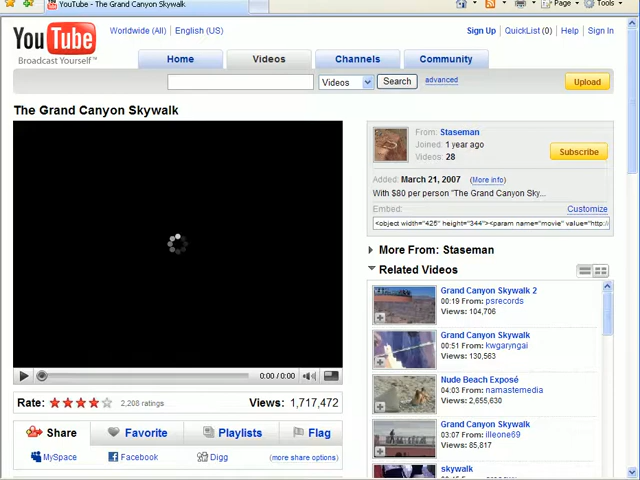 YouTube - The Grand Canyon Skywalk
Page
Tools
YouTube
Broadcast Yourself™
Worldwide (All) | English (US)
Sign Up | QuickList (0) | Help | Sign In
Home
Videos
Channels
Community
Videos
Search
advanced
Upload
The Grand Canyon Skywalk
From: Staseman
Joined: 1 year ago
Videos: 28
Subscribe
Added: March 21, 2007 (More info)
With $80 per person "The Grand Canyon Sky...
Embed:
Customize
<object width="425" height="344"><param name="movie" value="http:/
More From: Staseman
Related Videos
Grand Canyon Skywalk 2
00:19 From: psrecords
Views: 104,706
Grand Canyon Skywalk
00:51 From: kwgaryngai
Views: 130,563
Nude Beach Exposé
04:03 From: namastemedia
Views: 2,655,630
Grand Canyon Skywalk
03:07 From: illeone69
Views: 85,817
skywalk
0:00 / 0:00
Rate:
2,208 ratings
Views: 1,717,472
Share
Favorite
Playlists
Flag
MySpace
Facebook
Digg
(more share options)